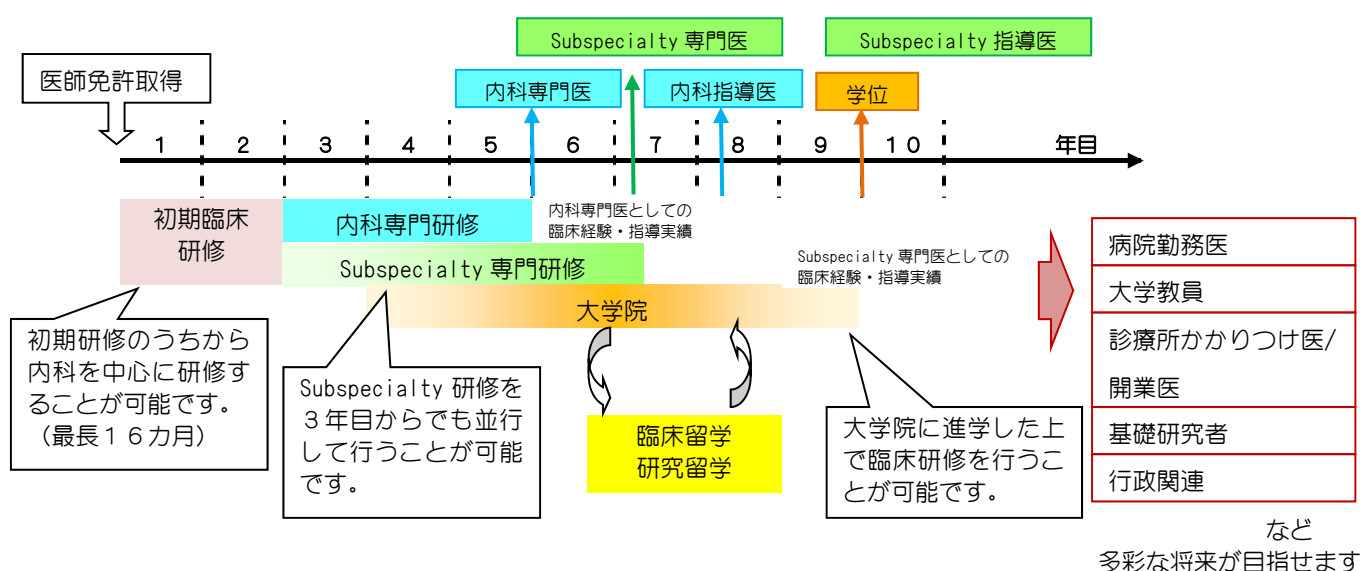 Subspecialty 専門医
Subspecialty 指導医
医師免許取得
内科専門医
内科指導医
学位
1 2 3 4 5 6 7 8 9 10 年目
初期臨床
研修
内科専門研修
内科専門医としての
臨床経験・指導実績
Subspecialty 専門研修
Subspecialty 専門医としての
臨床経験・指導実績
大学院
初期研修のうちから
内科を中心に研修す
ることが可能です。
（最長１６カ月）
Subspecialty 研修を
３年目からでも並行
して行うことが可能
です。
臨床留学
研究留学
大学院に進学した上
で臨床研修を行うこ
とが可能です。
病院勤務医
大学教員
診療所かかりつけ医/
開業医
基礎研究者
行政関連
など
多彩な将来が目指せます